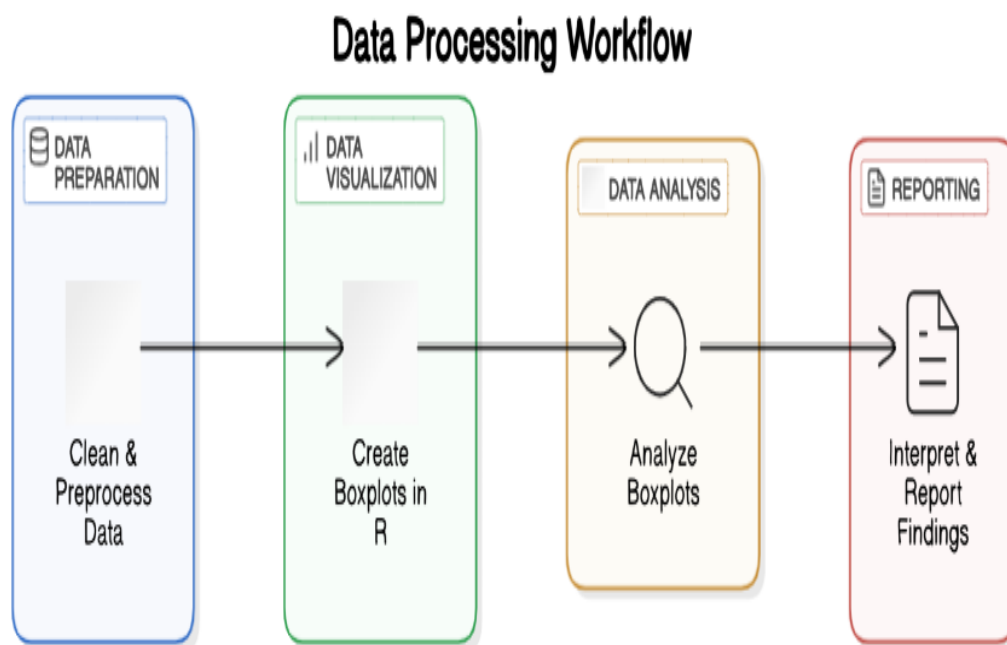 Data Processing Workflow
DATA
PREPARATION
DATA
VISUALIZATION
DATA ANALYSIS
REPORTING
Clean &
Preprocess
Data
Create
Boxplots in
R
Analyze
Boxplots
Interpret &
Report
Findings